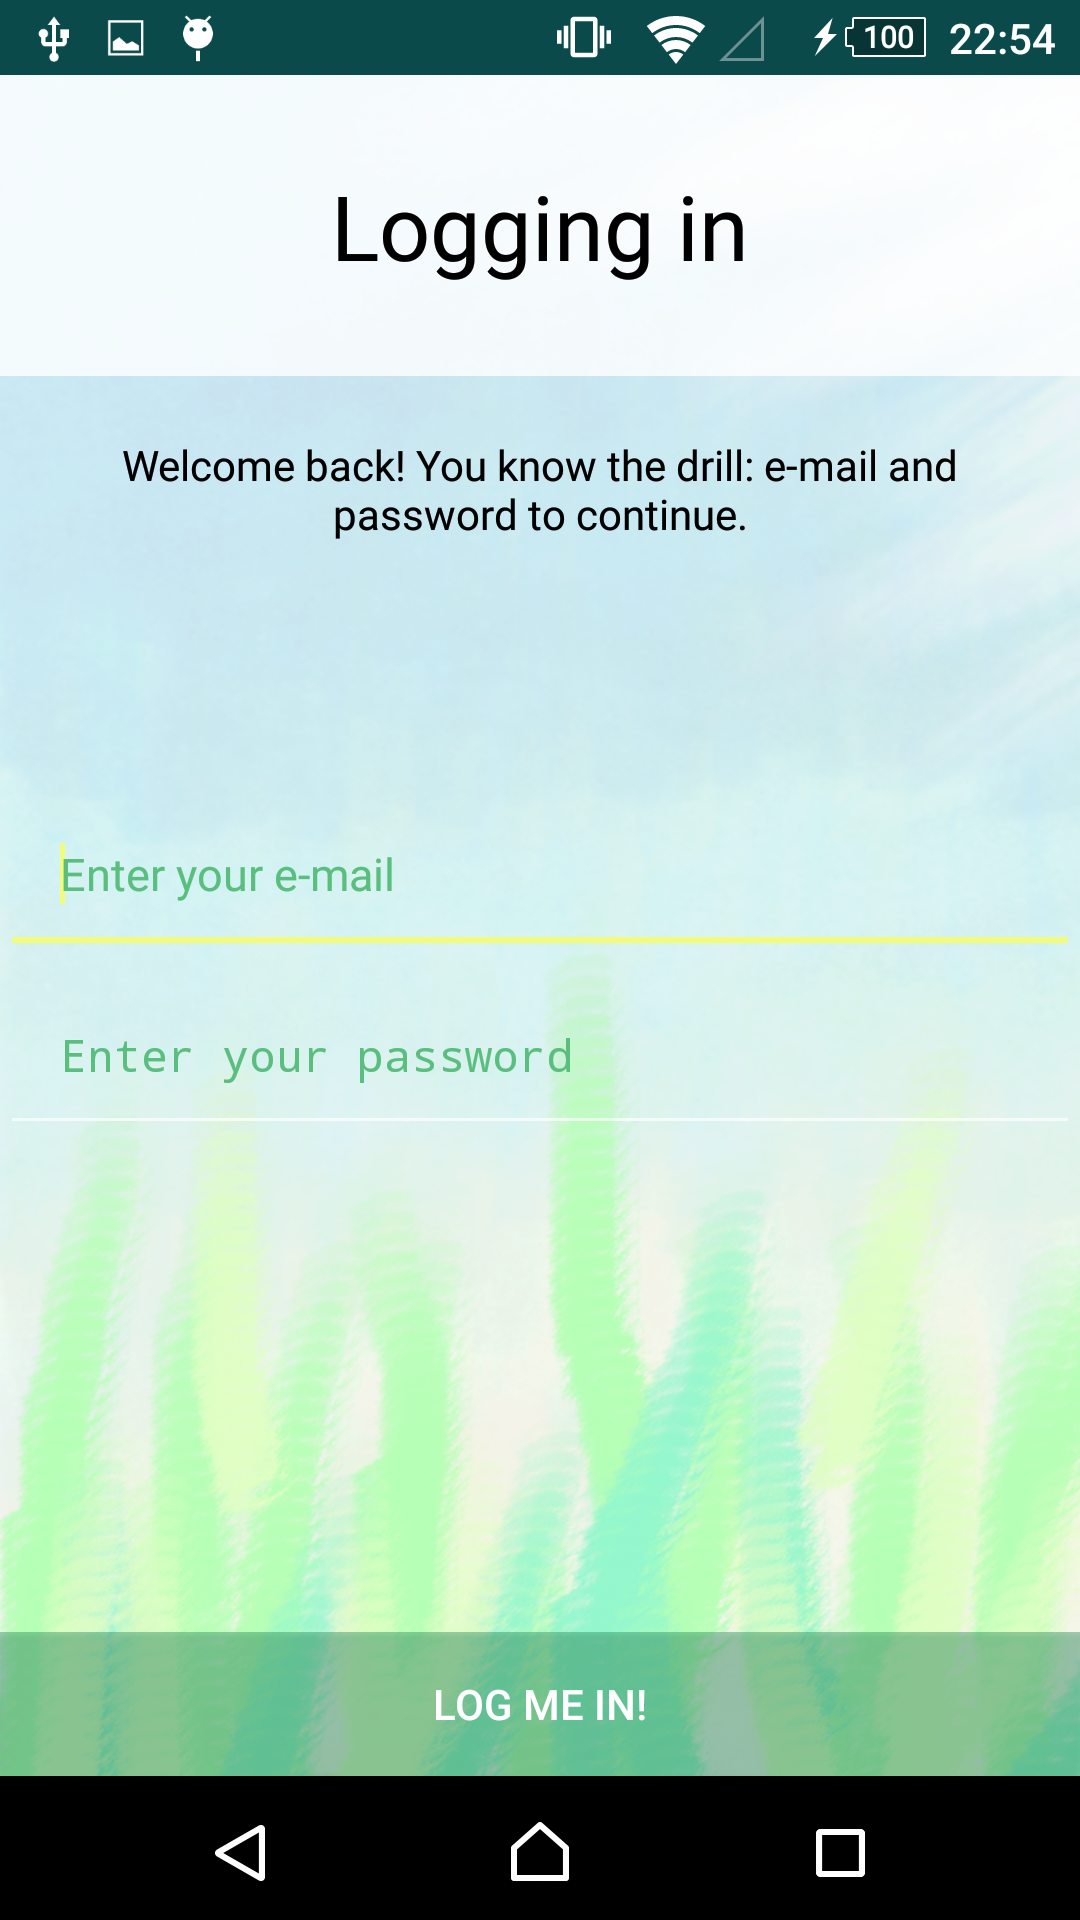 100 22:54
Logging in
Welcome back! You know the drill: e-mail and
password to continue.
Enter your e-mail
Enter your password
LOG ME IN!